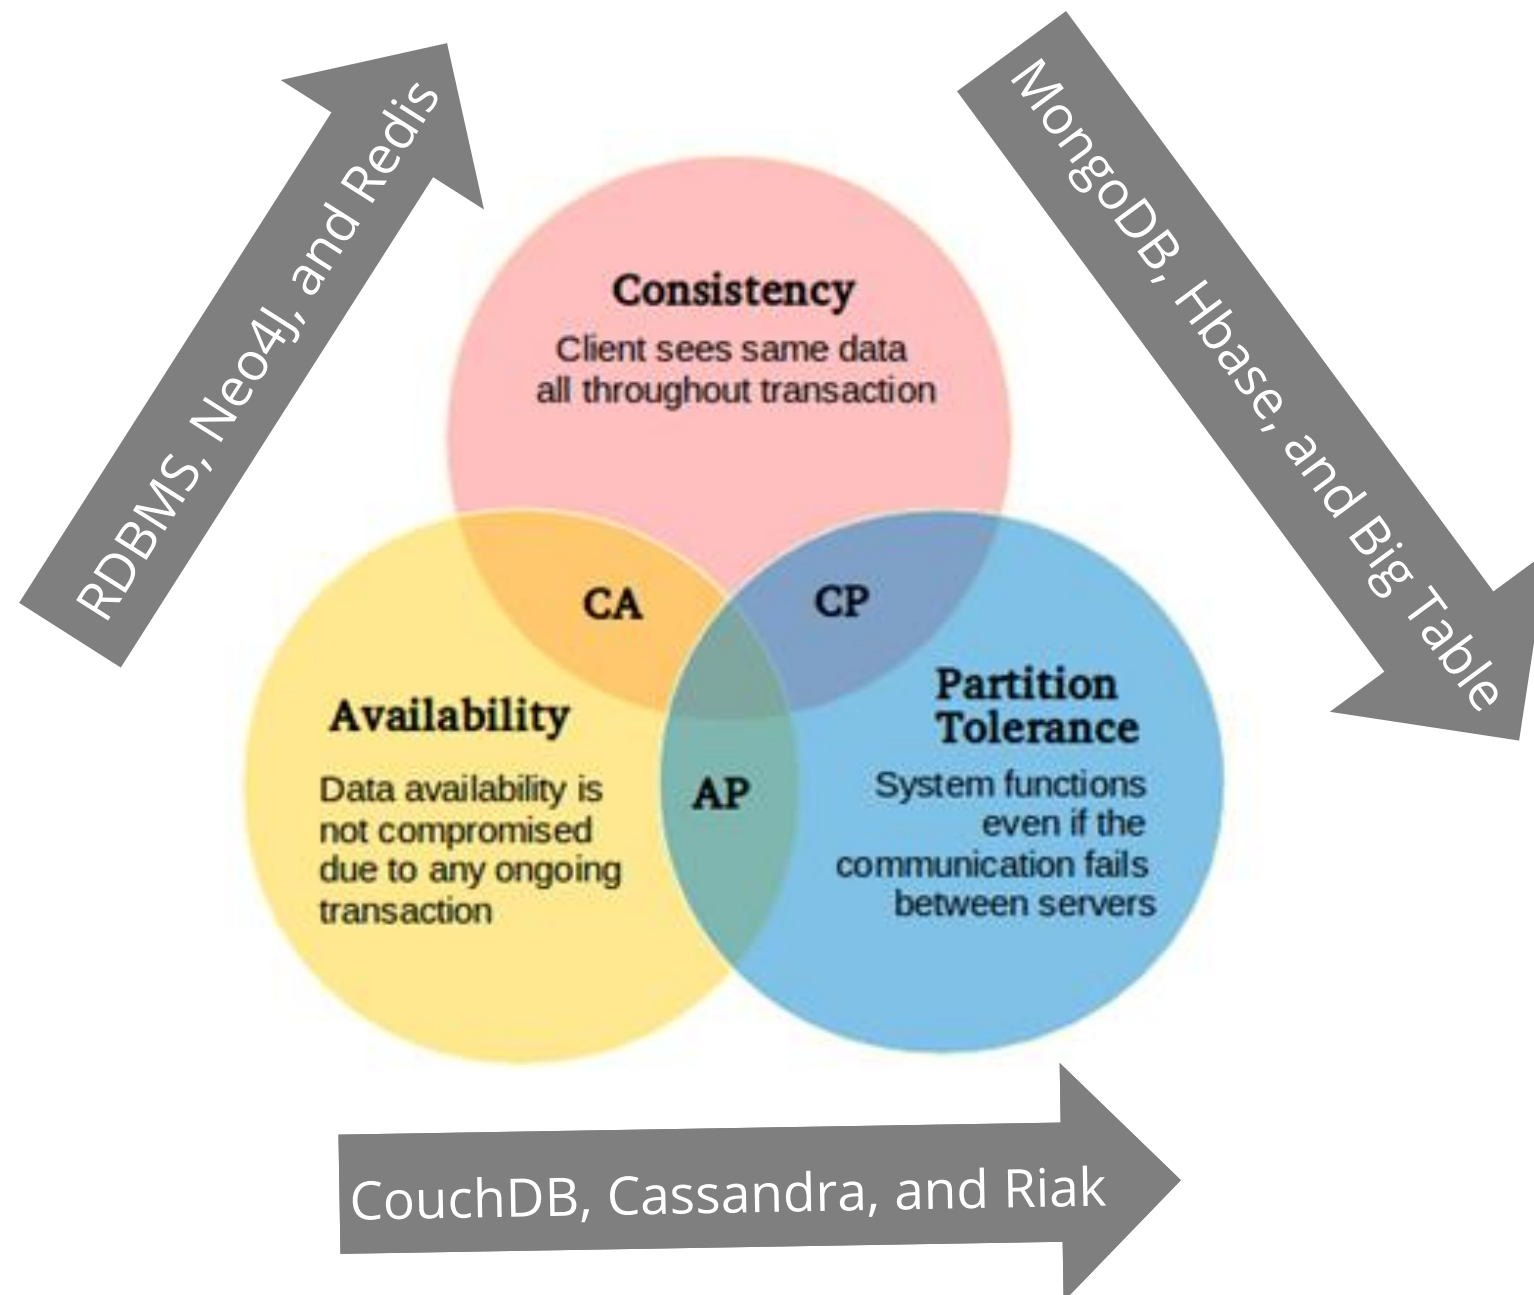 RDBMS, Neo4J, and Redis
MongoDB, Hbase, and Big Table
Consistency
Client sees same data
all throughout transaction
CA
CP
AP
Availability
Data availability is
not compromised
due to any ongoing
transaction
Partition
Tolerance
System functions
even if the
communication fails
between servers
CouchDB, Cassandra, and Riak